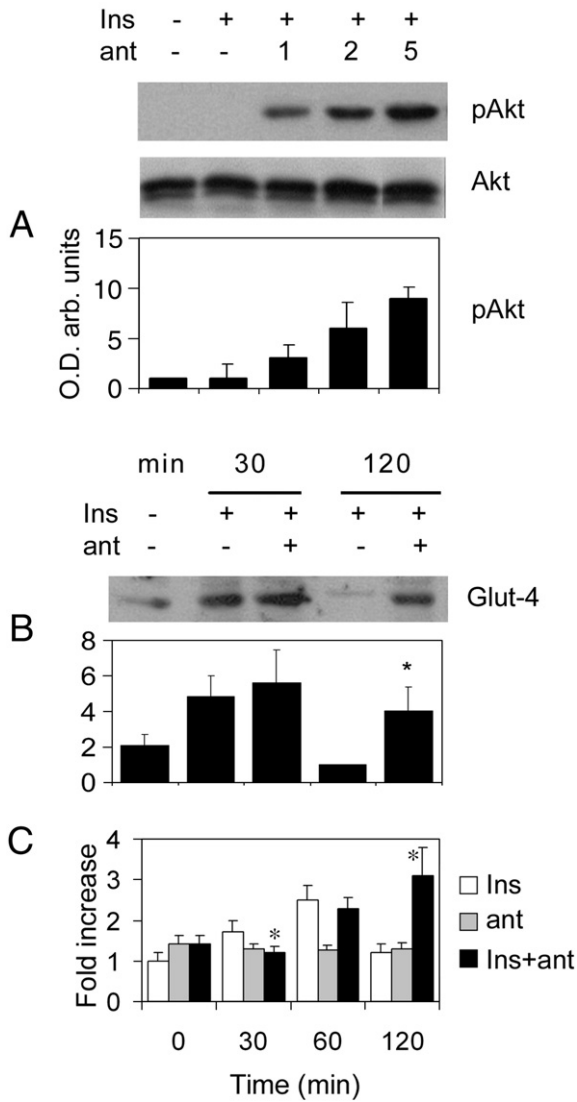 Ins - + + + +
ant - - 1 2 5
pAkt
Akt
A
15
10
5
0
O.D. arb. units
pAkt
min 30 120
Ins - + + + +
ant - - + - +
Glut-4
B
8
6
4
2
0
*
C
4
3
2
1
0
Fold increase
* *
Ins
ant
Ins+ant
0 30 60 120
Time (min)